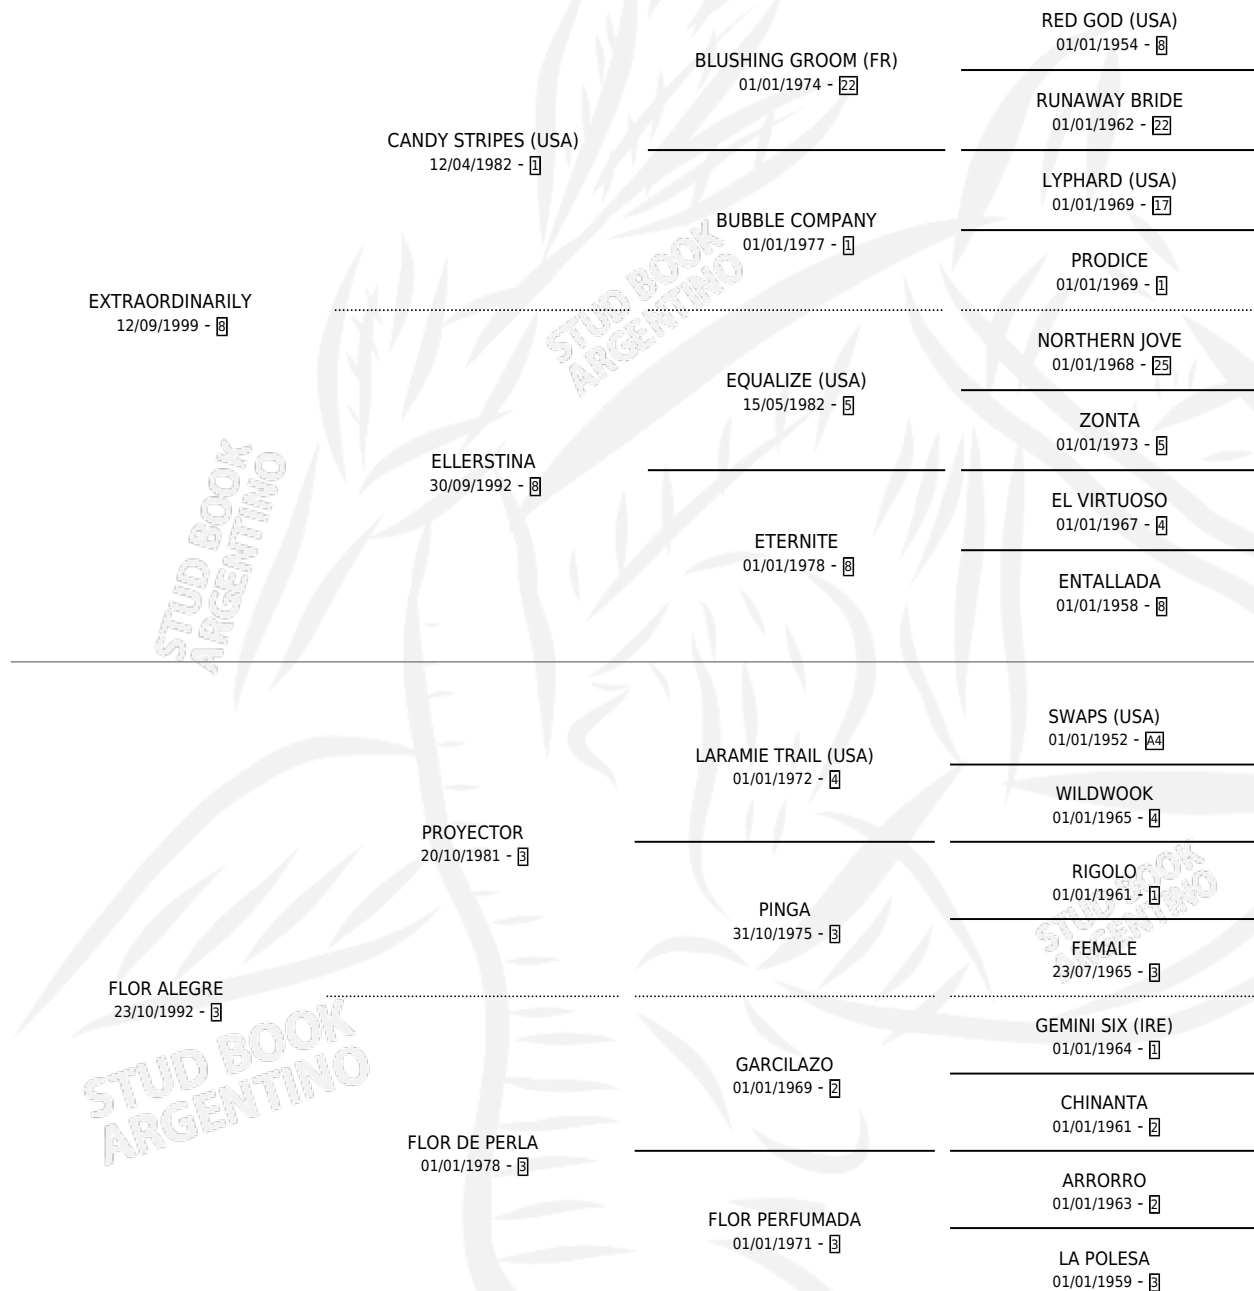 RED GOD (USA)
01/01/1954 - 8
BLUSHING GROOM (FR)
01/01/1974 - 22
RUNAWAY BRIDE
01/01/1962 - 22
CANDY STRIPES (USA)
12/04/1982 - 1
LYPHARD (USA)
01/01/1969 - 17
BUBBLE COMPANY
01/01/1977 - 1
PRODICE
01/01/1969 - 1
EXTRAORDINARILY
12/09/1999 - 8
NORTHERN JOVE
01/01/1968 - 25
EQUALIZE (USA)
15/05/1982 - 5
ZONTA
01/01/1973 - 5
ELLERSTINA
30/09/1992 - 8
EL VIRTUOSO
01/01/1967 - 4
ETERNITE
01/01/1978 - 8
ENTALLADA
01/01/1958 - 8
SWAPS (USA)
01/01/1952 - A4
LARAMIE TRAIL (USA)
01/01/1972 - 4
WILDWOOK
01/01/1965 - 4
PROYECTOR
20/10/1981 - 3
RIGOLO
01/01/1961 - 1
PINGA
31/10/1975 - 3
FEMALE
23/07/1965 - 3
FLOR ALEGRE
23/10/1992 - 3
GEMINI SIX (IRE)
01/01/1964 - 1
GARCILAZO
01/01/1969 - 2
CHINANTA
01/01/1961 - 2
FLOR DE PERLA
01/01/1978 - 3
ARRORRO
01/01/1963 - 2
FLOR PERFUMADA
01/01/1971 - 3
LA POLESA
01/01/1959 - 3
STUD BOOK
ARGENTINO
STUD BOOK
ARGENTINO
STUD BOOK
ARGENTINO
STUD BOOK
ARGENTINO